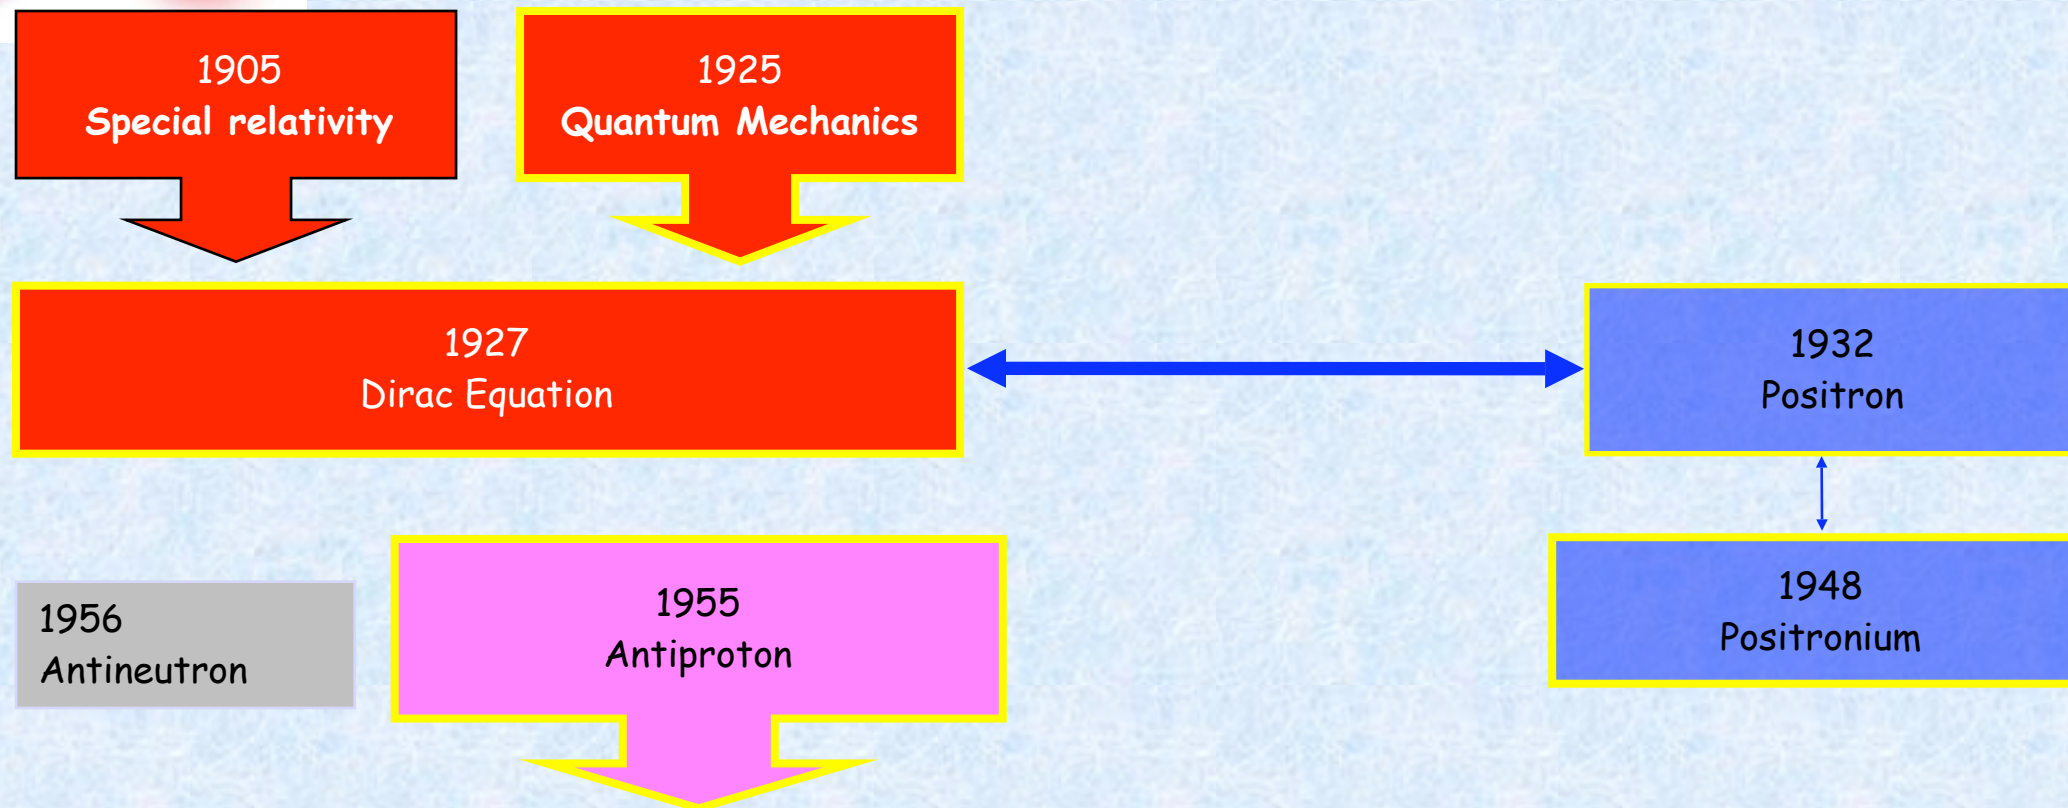 1905
Special relativity
1925
Quantum Mechanics
1927
Dirac Equation
1932
Positron
1956
Antineutron
1955
Antiproton
1948
Positronium